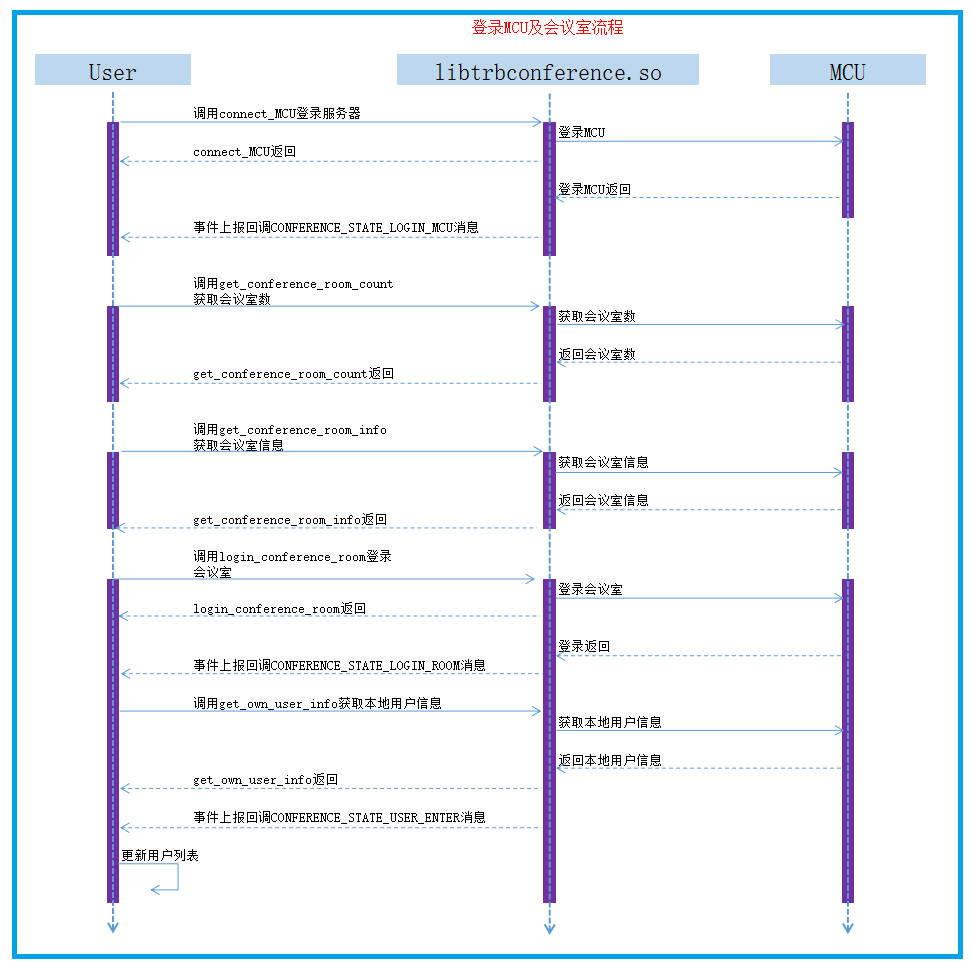 登录MCU及会议室流程
User
libtrbconference.so
MCU
调用connect_MCU登录服务器
登录MCU
connect_MCU返回
登录MCU返回
事件上报回调CONFERENCE_STATE_LOGIN_MCU消息
调用get_conference_room_count
获取会议室数
获取会议室数
返回会议室数
get_conference_room_count返回
调用get_conference_room_info
获取会议室信息
获取会议室信息
返回会议室信息
get_conference_room_info返回
调用login_conference_room登录
会议室
登录会议室
login_conference_room返回
登录返回
事件上报回调CONFERENCE_STATE_LOGIN_ROOM消息
调用get_own_user_info获取本地用户信息
获取本地用户信息
返回本地用户信息
get_own_user_info返回
事件上报回调CONFERENCE_STATE_USER_ENTER消息
更新用户列表